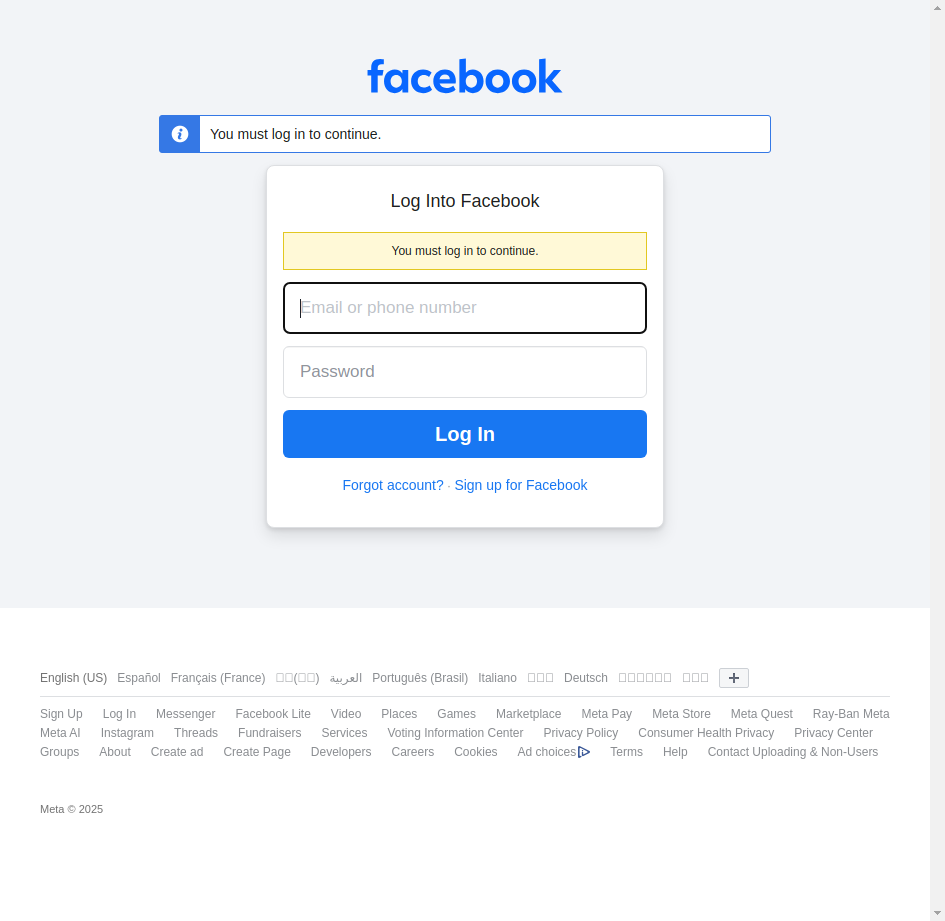 facebook
You must log in to continue.
Log Into Facebook
You must log in to continue.
Email or phone number
Password
Log In
Forgot account? · Sign up for Facebook
English (US) Español Français (France) العربية Português (Brasil) Italiano Deutsch
Sign Up Log In Messenger Facebook Lite Video Places Games Marketplace Meta Pay Meta Store Meta Quest Ray-Ban Meta
Meta AI Instagram Threads Fundraisers Services Voting Information Center Privacy Policy Consumer Health Privacy Privacy Center
Groups About Create ad Create Page Developers Careers Cookies Ad choices Terms Help Contact Uploading & Non-Users
Meta © 2025